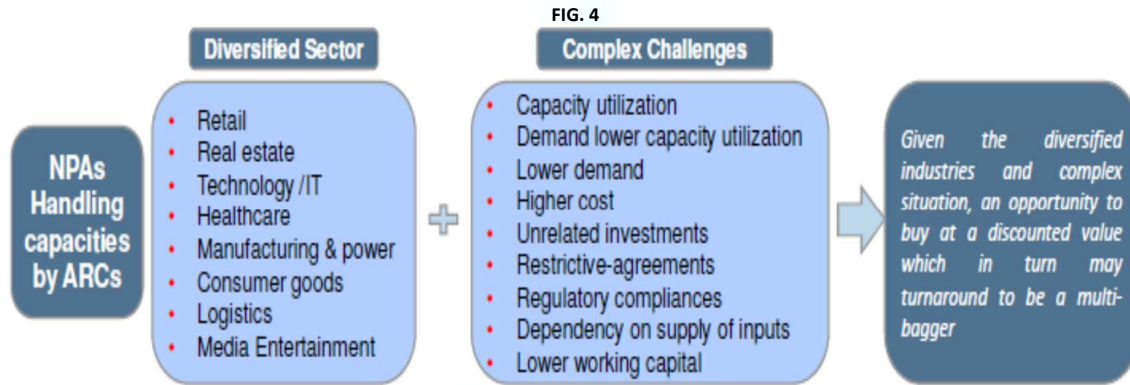 FIG. 4
Diversified Sector
Complex Challenges
NPAs
Handling
capacities
by ARCs
• Retail
• Real estate
• Technology /IT
• Healthcare
• Manufacturing & power
• Consumer goods
• Logistics
• Media Entertainment
• Capacity utilization
• Demand lower capacity utilization
• Lower demand
• Higher cost
• Unrelated investments
• Restrictive-agreements
• Regulatory compliances
• Dependency on supply of inputs
• Lower working capital
Given the diversified
industries and complex
situation, an opportunity to
buy at a discounted value
which in turn may
turnaround to be a multi-
bagger